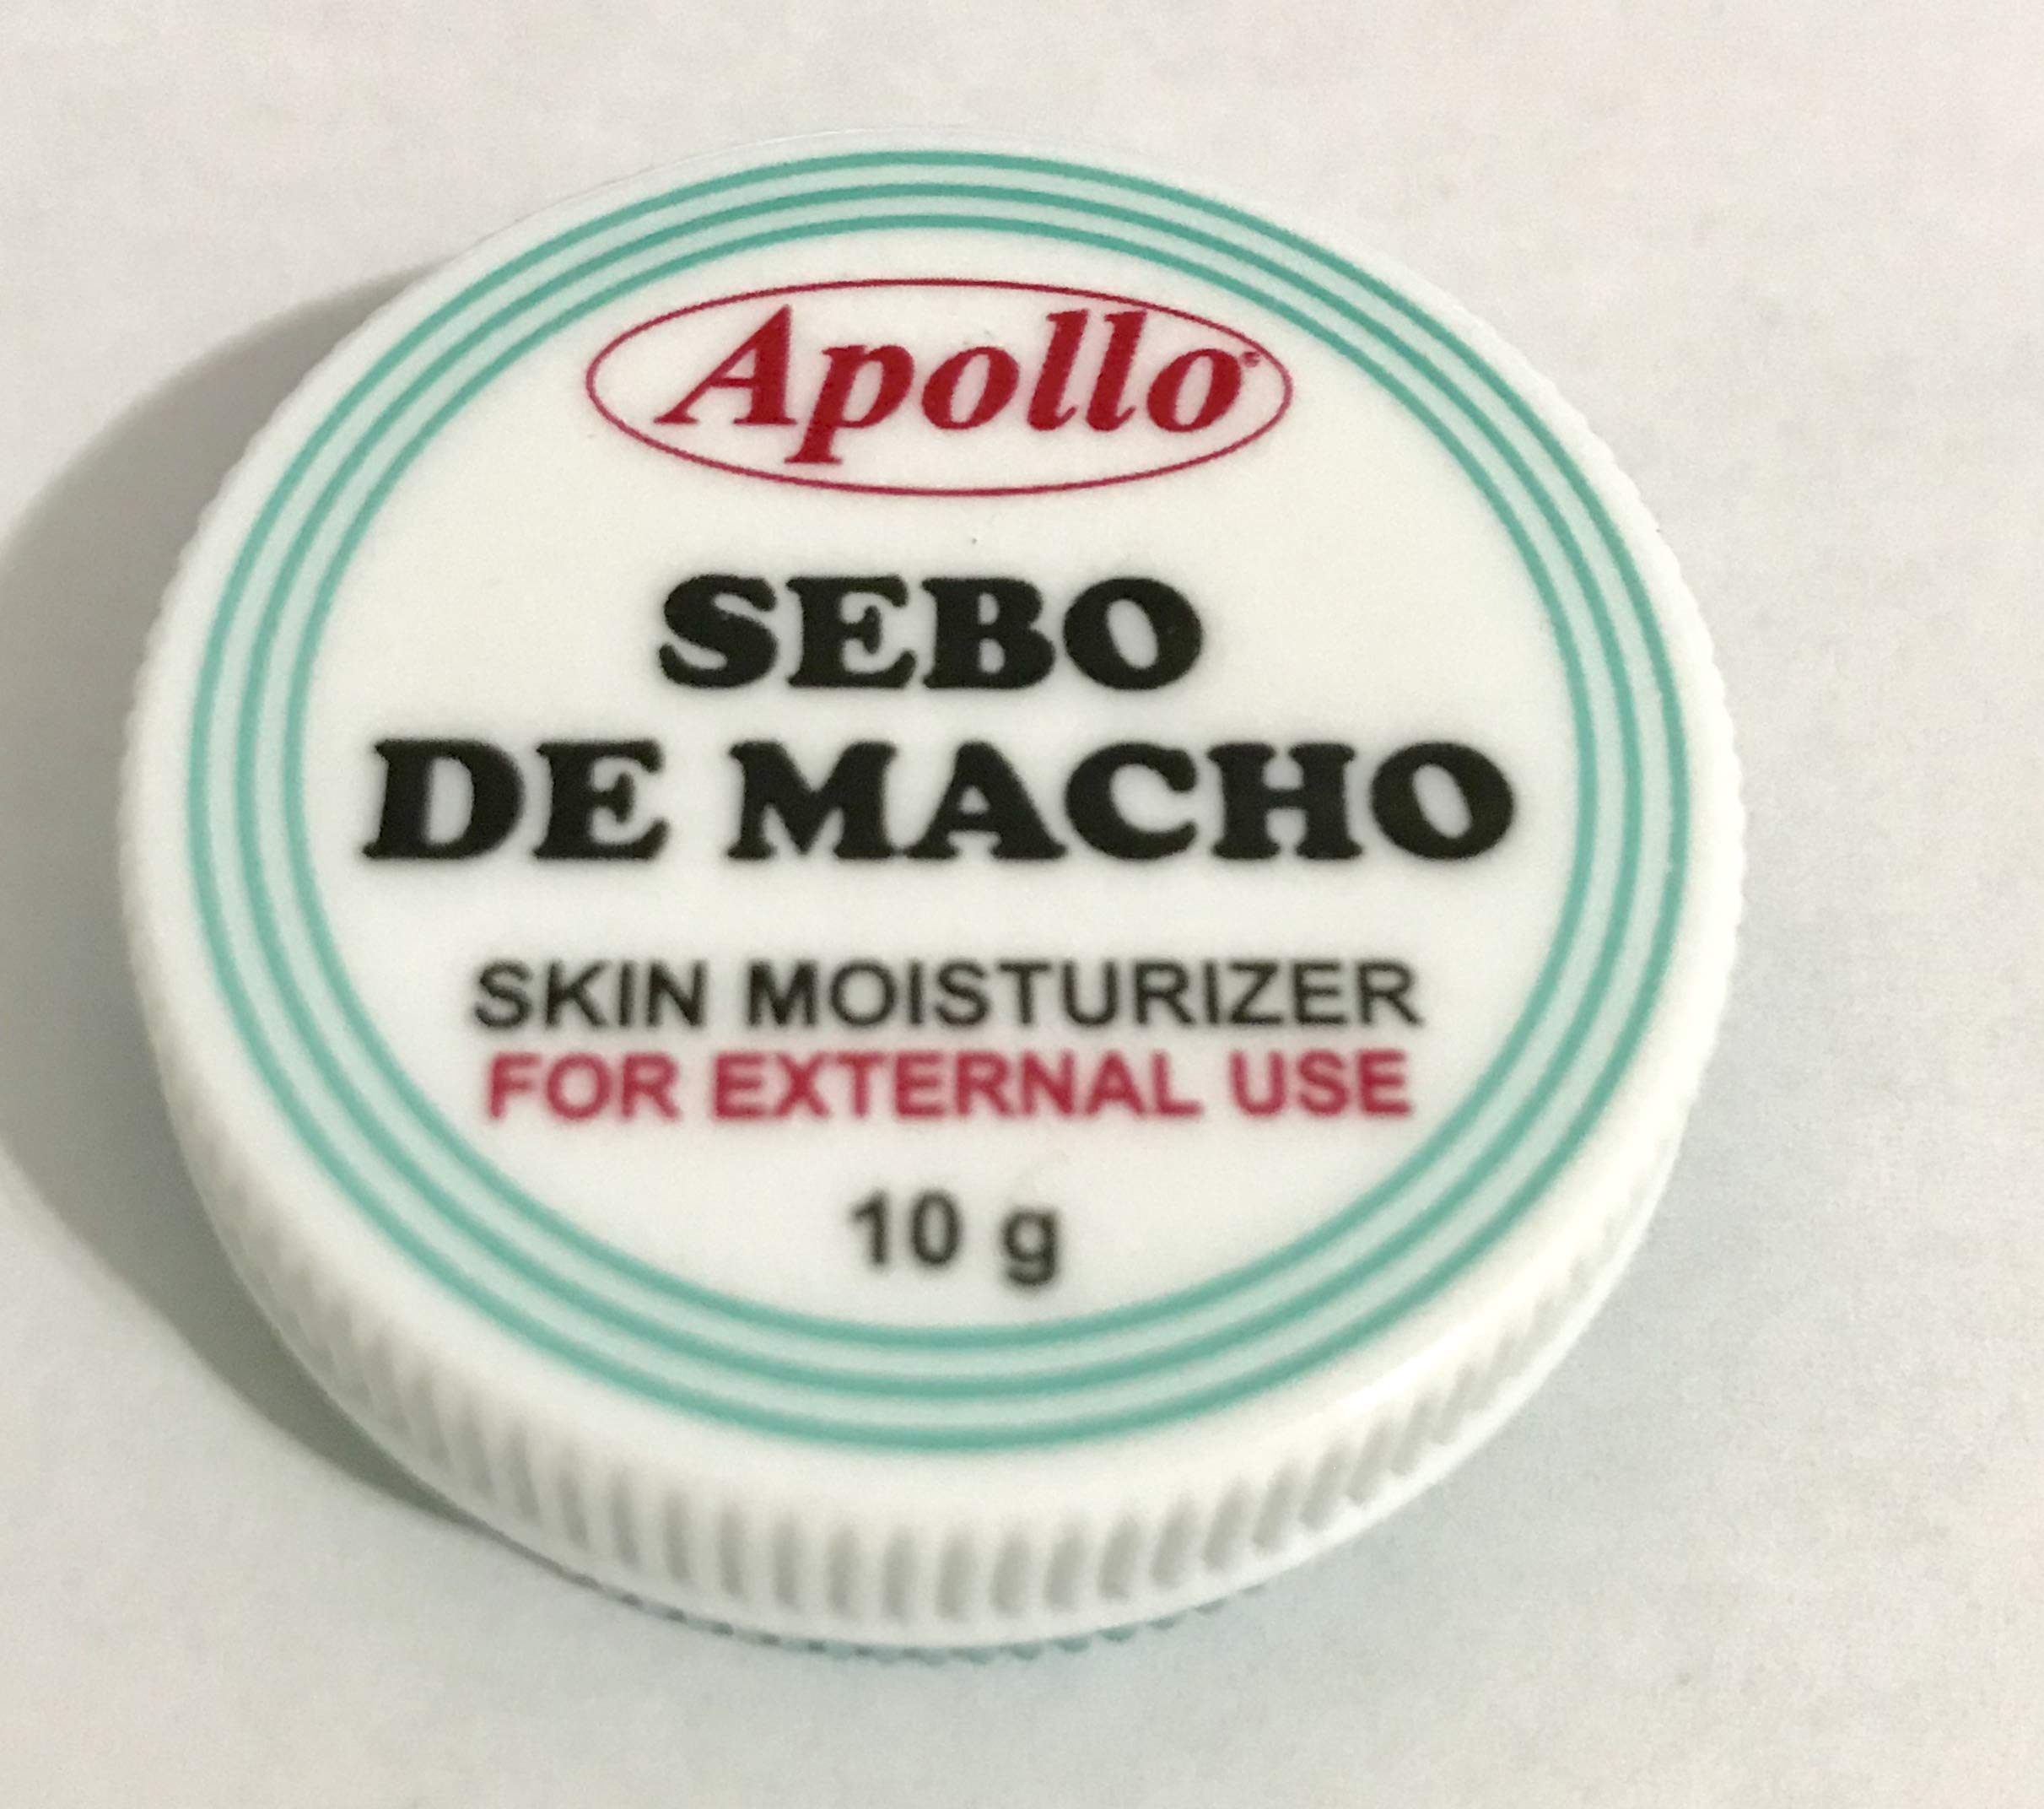 Apollo
SEBO
DE MACHO
SKIN MOISTURIZER
FOR EXTERNAL USE
10 g